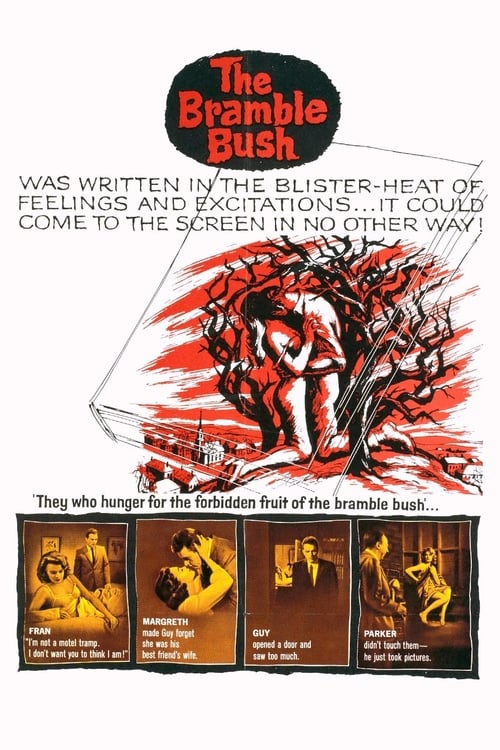 The
Bramble
Bush
WAS WRITTEN IN THE BLISTER-HEAT OF
FEELINGS AND EXCITATIONS...IT COULD
COME TO THE SCREEN IN NO OTHER WAY!
'They who hunger for the forbidden fruit of the bramble bush'...
FRAN
"I'm not a motel tramp.
I don't want you to think I am!"
MARGRETH
made Guy forget
she was his
best friend's wife.
GUY
opened a door and
saw too much.
PARKER
didn't touch them—
he just took pictures.